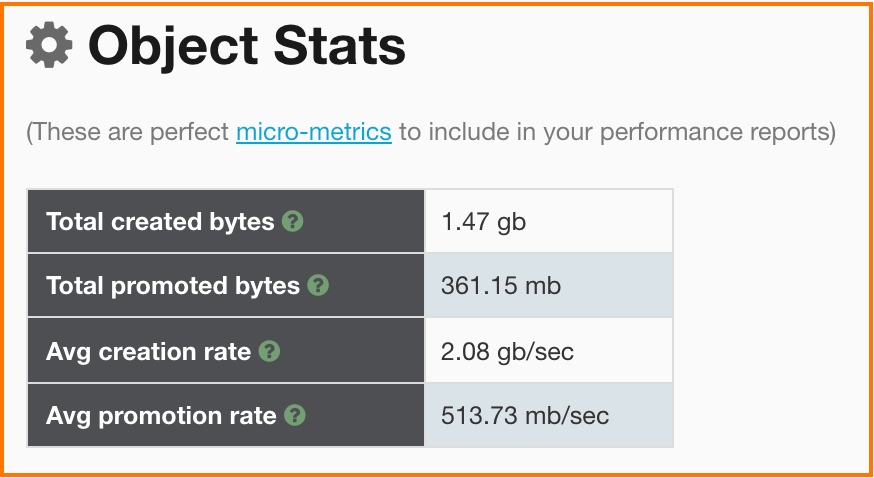 Object Stats
(These are perfect micro-metrics to include in your performance reports)
Total created bytes ? 1.47 gb
Total promoted bytes ? 361.15 mb
Avg creation rate ? 2.08 gb/sec
Avg promotion rate ? 513.73 mb/sec